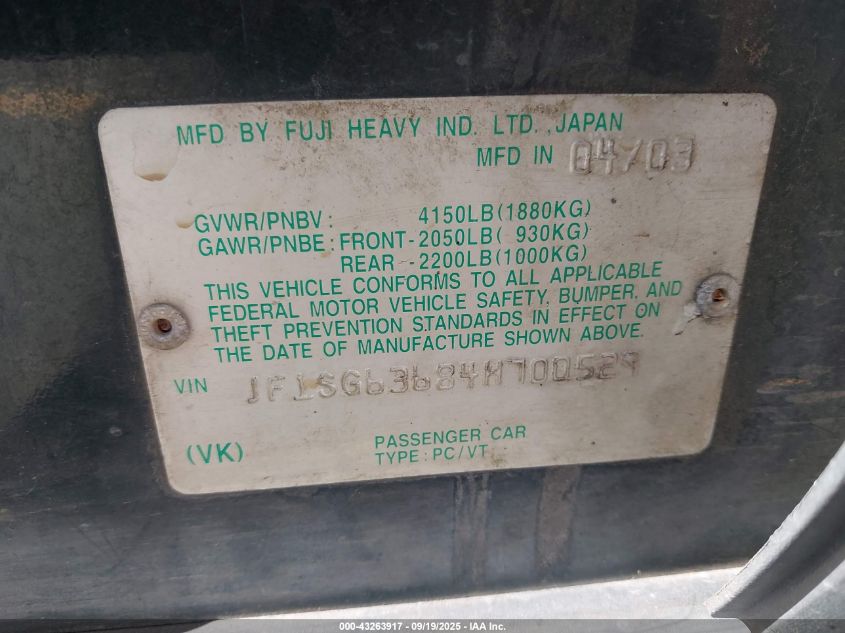 MFD BY FUJI HEAVY IND. LTD., JAPAN
MFD IN 04/03
GVWR/PNBV: 4150LB(1880KG)
GAWR/PNBE: FRONT-2050LB( 930KG)
REAR -2200LB(1000KG)
THIS VEHICLE CONFORMS TO ALL APPLICABLE
FEDERAL MOTOR VEHICLE SAFETY, BUMPER, AND
THEFT PREVENTION STANDARDS IN EFFECT ON
THE DATE OF MANUFACTURE SHOWN ABOVE.
VIN JF1SG63684H700529
(VK) PASSENGER CAR
TYPE: PC/VT
000-43263917 - 09/19/2025 - IAA Inc.